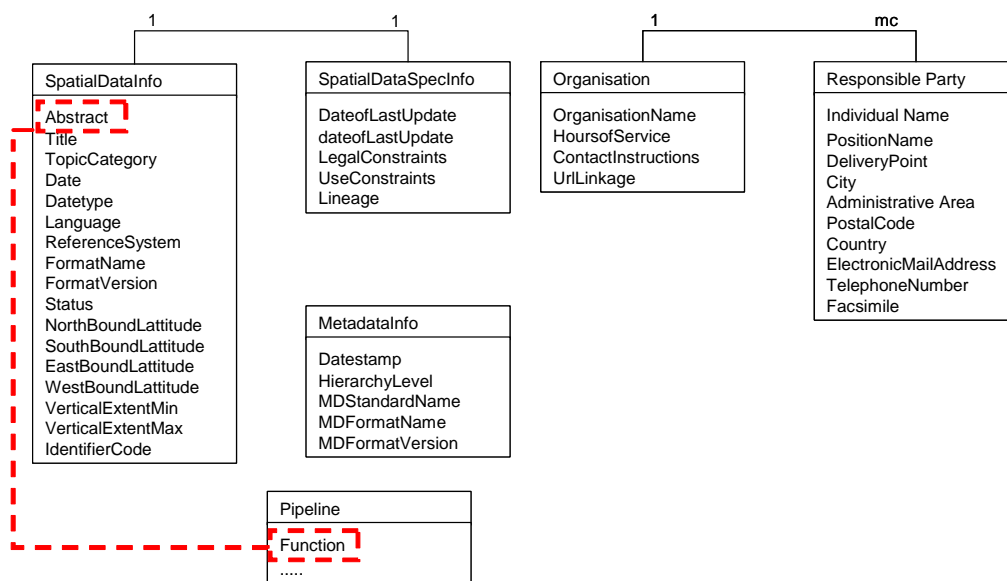 1
1
1
mc
SpatialDataInfo
Abstract
Title
TopicCategory
Date
Datetype
Language
ReferenceSystem
FormatName
FormatVersion
Status
NorthBoundLattitude
SouthBoundLattitude
EastBoundLattitude
WestBoundLattitude
VerticalExtentMin
VerticalExtentMax
IdentifierCode
SpatialDataSpecInfo
DateofLastUpdate
dateofLastUpdate
LegalConstraints
UseConstraints
Lineage
Organisation
OrganisationName
HoursofService
ContactInstructions
UrlLinkage
Responsible Party
Individual Name
PositionName
DeliveryPoint
City
Administrative Area
PostalCode
Country
ElectronicMailAddress
TelephoneNumber
Facsimile
MetadataInfo
Datestamp
HierarchyLevel
MDStandardName
MDFormatName
MDFormatVersion
Pipeline
Function
.....